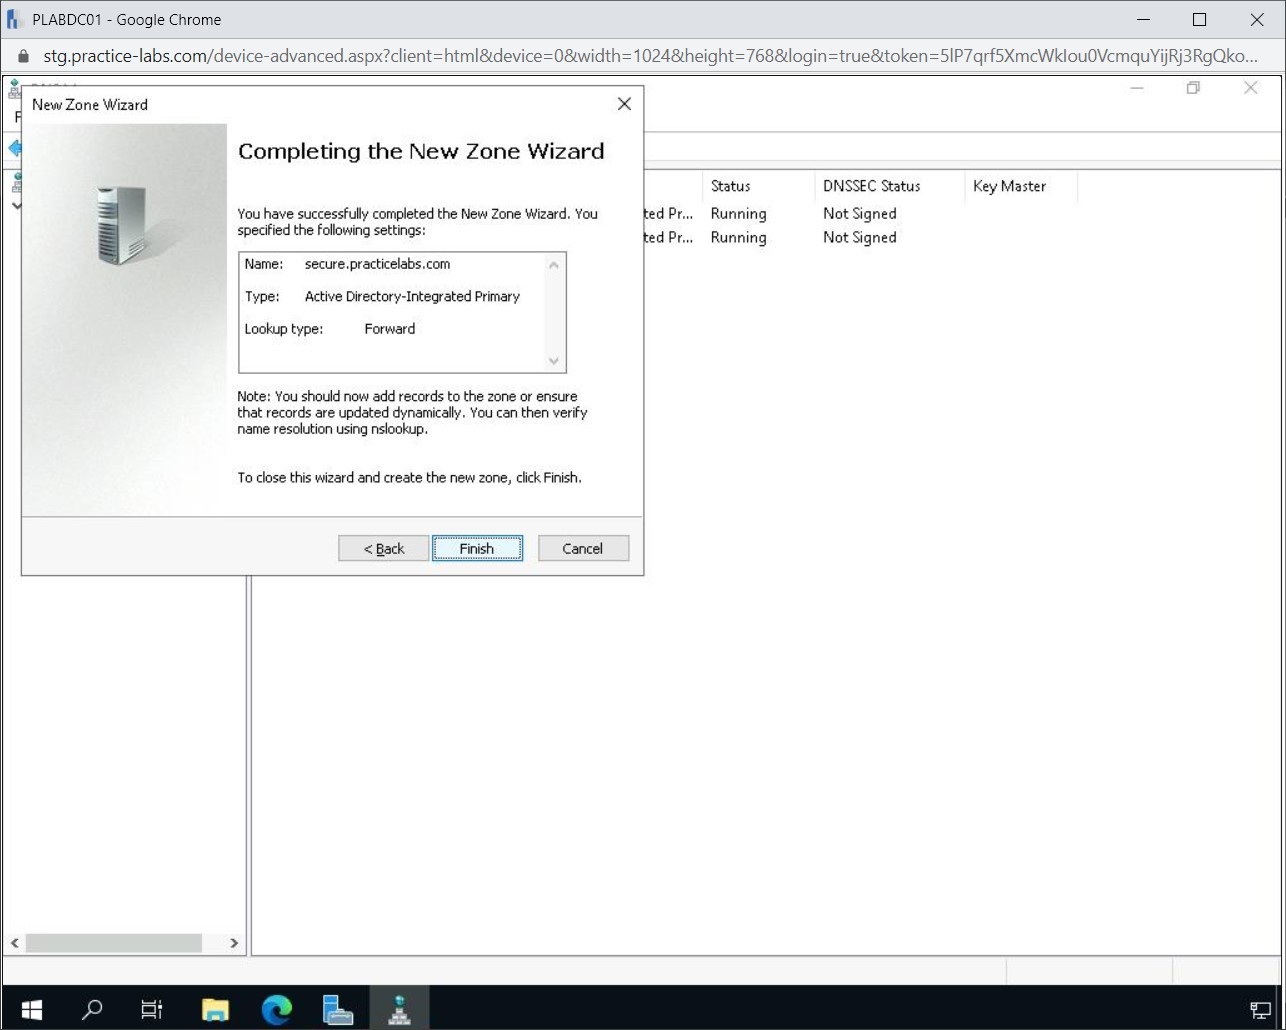 PLABDC01 - Google Chrome
stg.practice-labs.com/device-advanced.aspx?client=html&device=0&width=1024&height=768&login=true&token=5lP7qrf5XmcWkIou0VcmquYijRj3RgQko...
New Zone Wizard
Completing the New Zone Wizard
You have successfully completed the New Zone Wizard. You
specified the following settings:
Name: secure.practicelabs.com
Type: Active Directory-Integrated Primary
Lookup type: Forward
Note: You should now add records to the zone or ensure
that records are updated dynamically. You can then verify
name resolution using nslookup.
To close this wizard and create the new zone, click Finish.
< Back Finish Cancel
Status DNSSEC Status Key Master
ted Pr... Running Not Signed
ted Pr... Running Not Signed